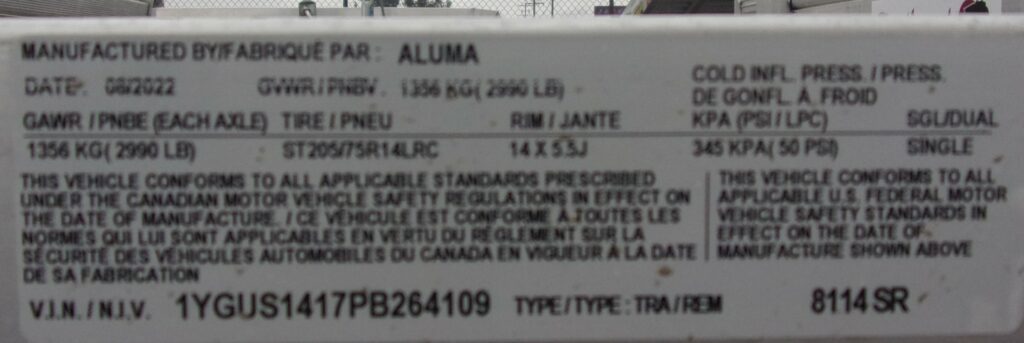 MANUFACTURED BY/FABRIQUÉ PAR : ALUMA
DATE: 08/2022 GVWR / PNBV. 1356 KG( 2990 LB)
COLD INFL. PRESS. / PRESS.
DE GONFL. À. FROID
GAWR / PNBE (EACH AXLE) TIRE / PNEU RIM / JANTE KPA (PSI / LPC) SGL/DUAL
1356 KG( 2990 LB) ST205/75R14LRC 14 X 5.5J 345 KPA( 50 PSI) SINGLE
THIS VEHICLE CONFORMS TO ALL APPLICABLE STANDARDS PRESCRIBED
UNDER THE CANADIAN MOTOR VEHICLE SAFETY REGULATIONS IN EFFECT ON
THE DATE OF MANUFACTURE. / CE VÉHICULE EST CONFORME À TOUTES LES
NORMES QUI LUI SONT APPLICABLES EN VERTU DU RÈGLEMENT SUR LA
SÉCURITÉ DES VÉHICULES AUTOMOBILES DU CANADA EN VIGUEUR À LA DATE
DE SA FABRICATION
THIS VEHICLE CONFORMS TO ALL
APPLICABLE U.S. FEDERAL MOTOR
VEHICLE SAFETY STANDARDS IN
EFFECT ON THE DATE OF
MANUFACTURE SHOWN ABOVE
V.I.N. / N.I.V. 1YGUS1417PB264109 TYPE / TYPE : TRA / REM 8114 SR